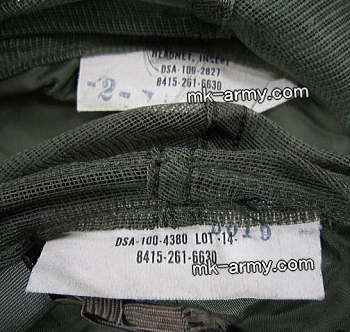 HEADNET, INSECT
-2-
DSA-100-2827
8415-261-6630
mk-army.com
DSA-100-4380 LOT-14-
8415-261-6630
mk-army.com